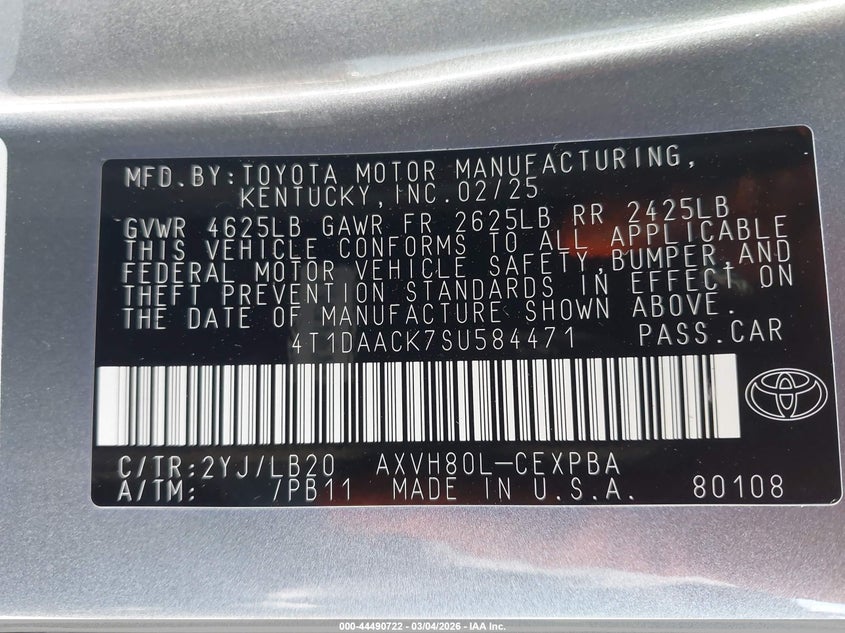 MFD.BY:TOYOTA MOTOR MANUFACTURING,
KENTUCKY,INC.02/25
GVWR 4625LB GAWR FR 2625LB RR 2425LB
THIS VEHICLE CONFORMS TO ALL APPLICABLE
FEDERAL MOTOR VEHICLE SAFETY,BUMPER,AND
THEFT PREVENTION STANDARDS IN EFFECT ON
THE DATE OF MANUFACTURE SHOWN ABOVE.
4T1DAACK7SU584471 PASS.CAR
C/TR:2YJ/LB20 AXVH80L-CEXPBA
A/TM: /PB11 MADE IN U.S.A. 80108
000-44490722 - 03/04/2026 - IAA Inc.